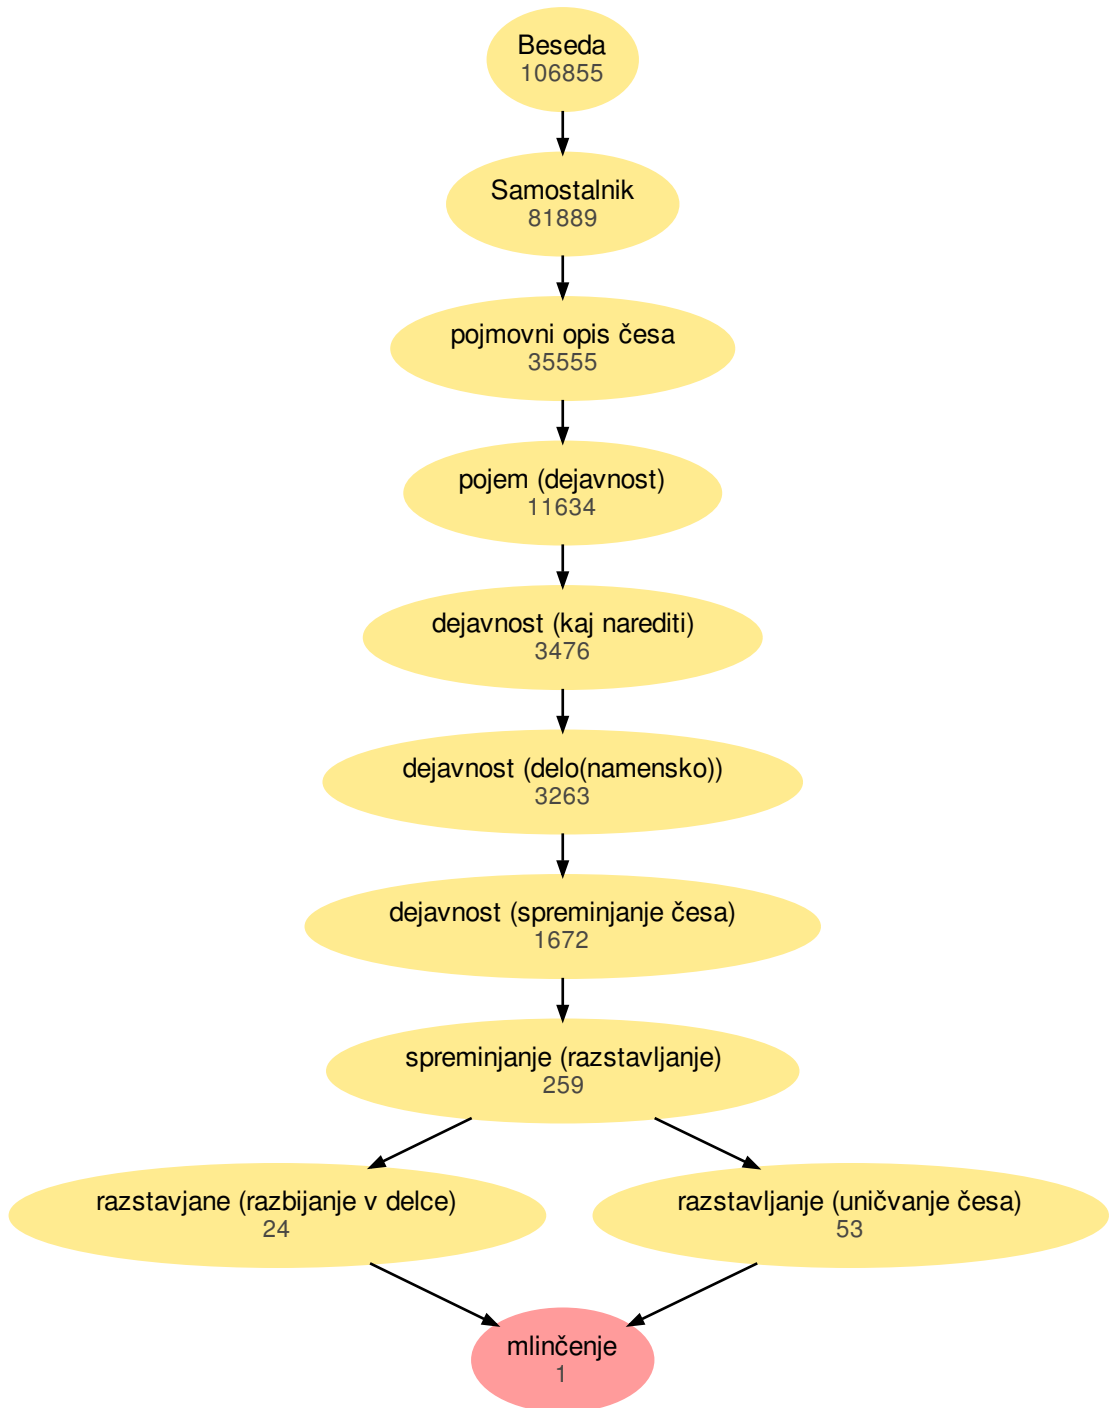 Beseda
106855
Samostalnik
81889
pojmovni opis česa
35555
pojem (dejavnost)
11634
dejavnost (kaj narediti)
3476
dejavnost (delo(namensko))
3263
dejavnost (spreminjanje česa)
1672
spreminjanje (razstavljanje)
259
razstavjane (razbijanje v delce)
24
razstavljanje (uničvanje česa)
53
mlinčenje
1